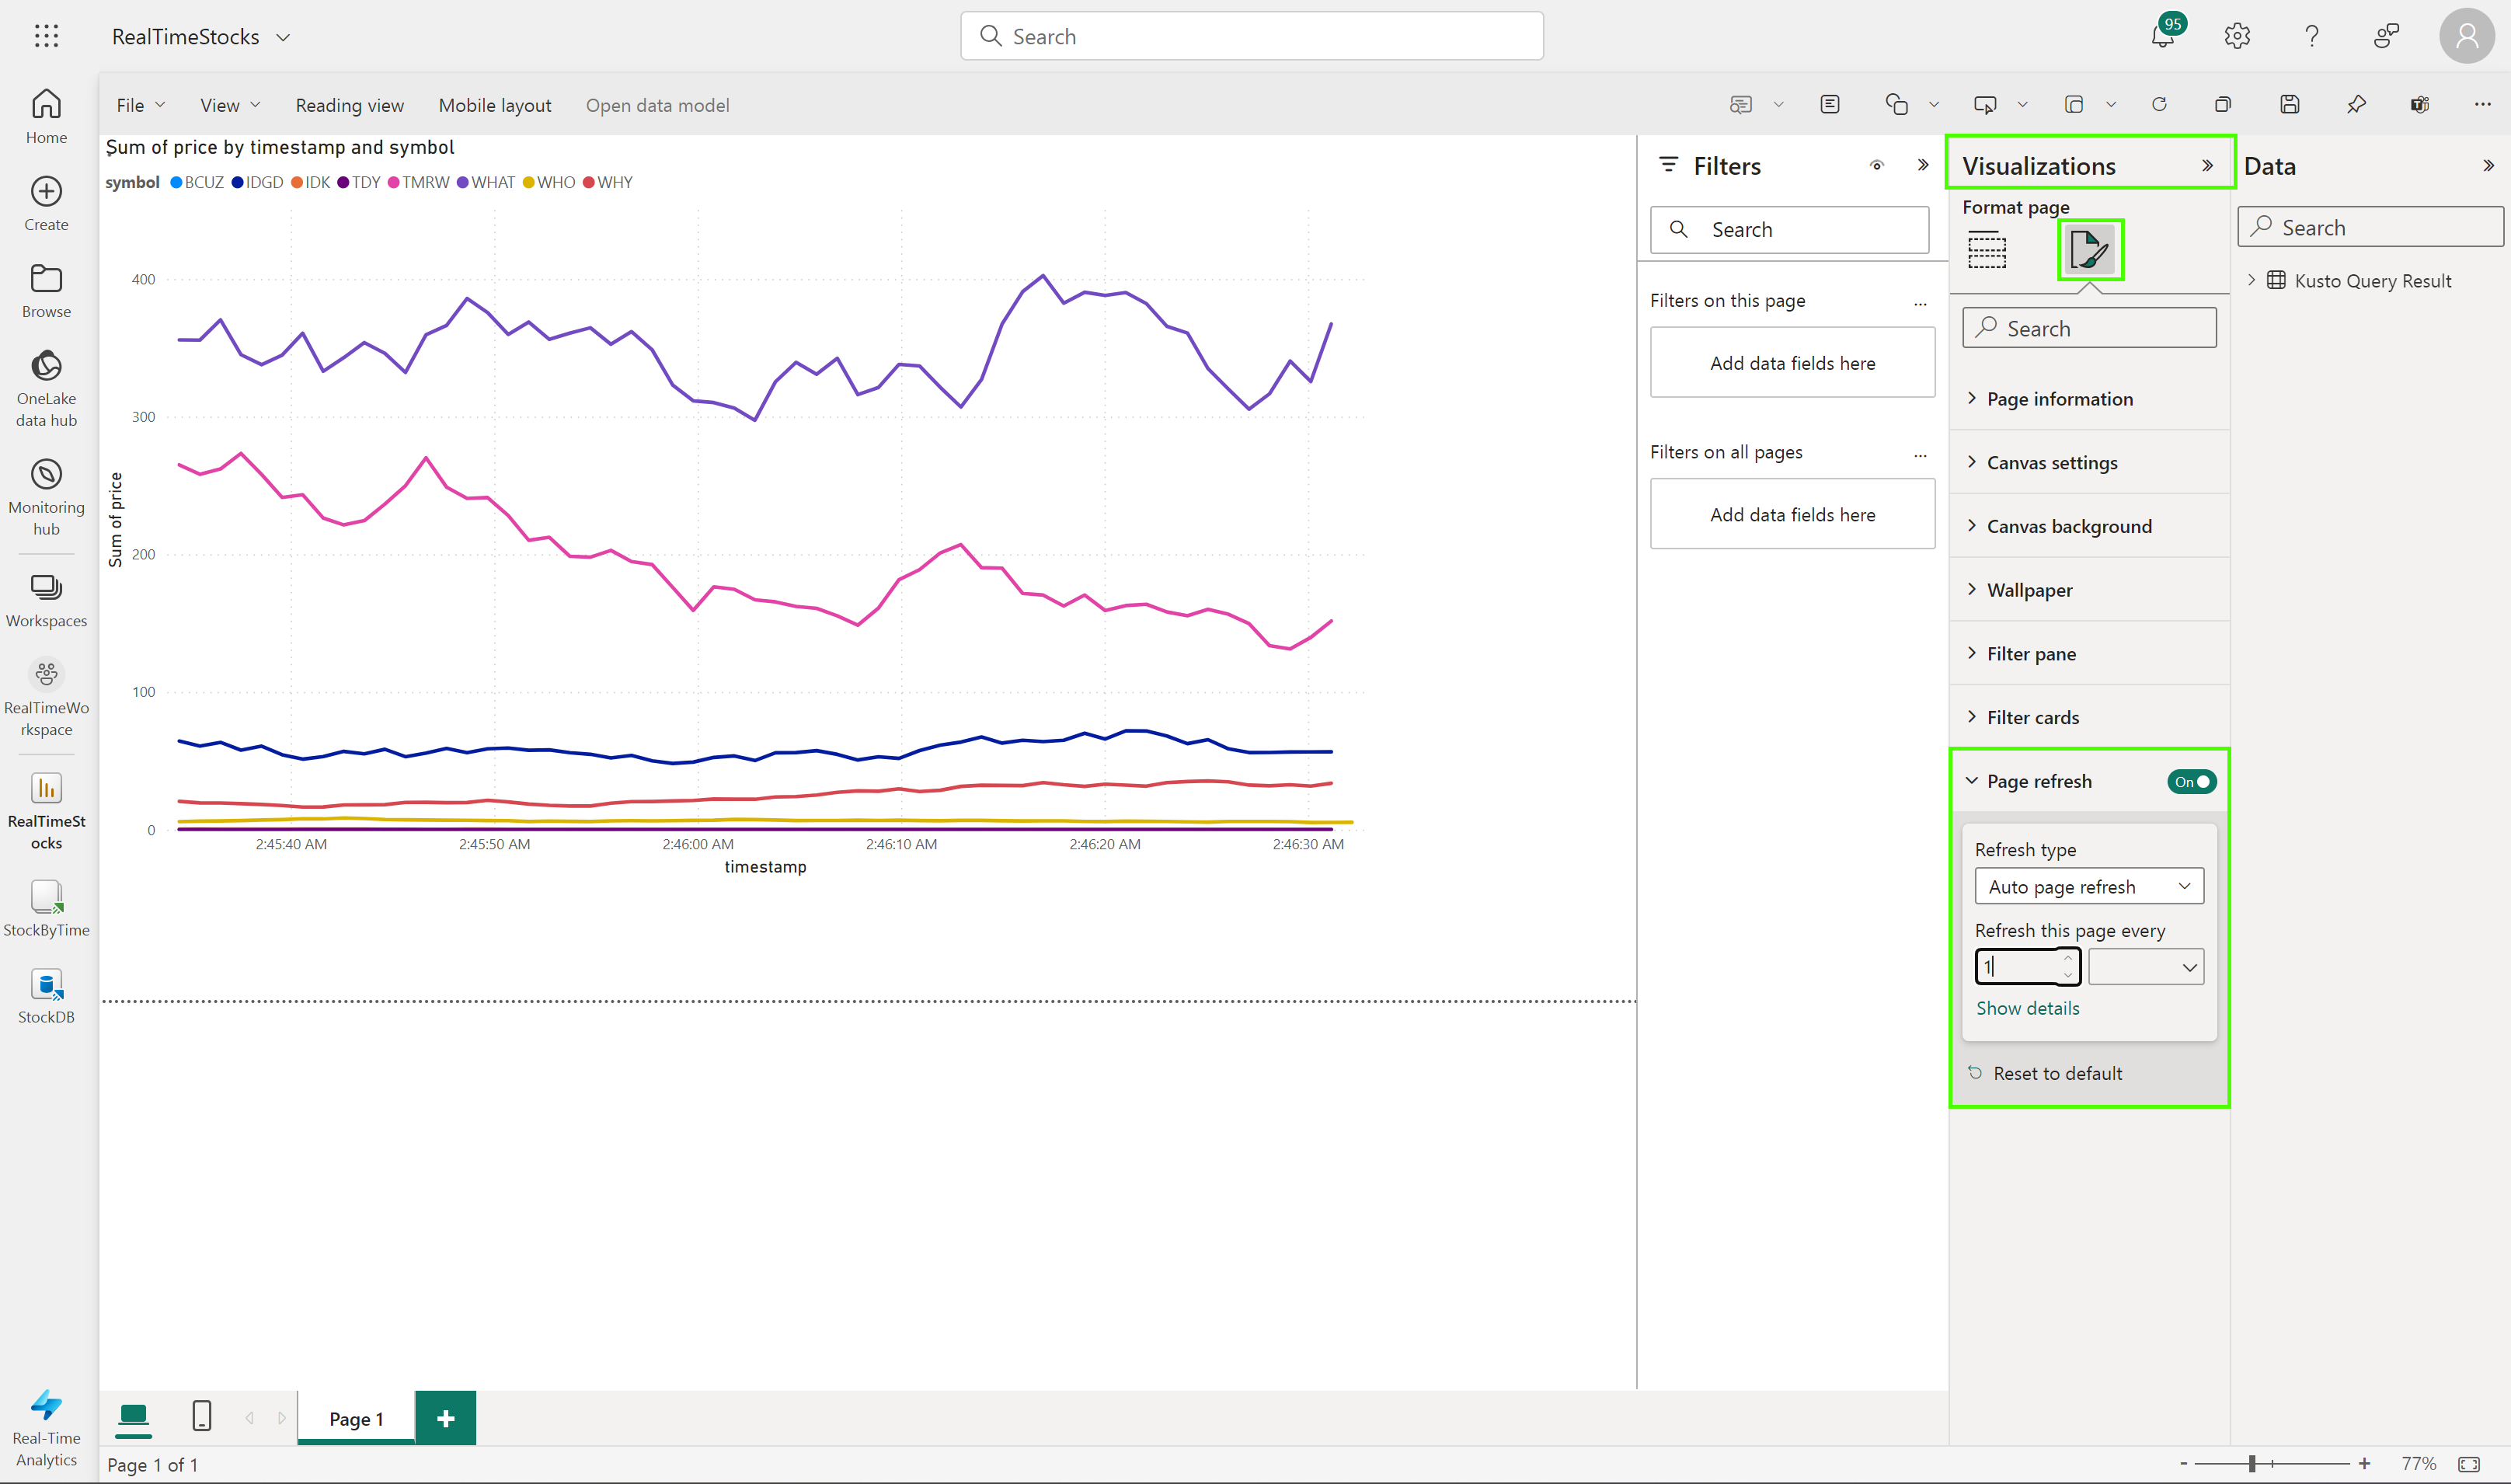 RealTimeStocks
Search
95
Home
Create
Browse
OneLake
data hub
Monitoring
hub
Workspaces
RealTimeWo
rkspace
RealTimeSt
ocks
StockByTime
StockDB
Real-Time
Analytics
File View Reading view Mobile layout Open data model
Sum of price by timestamp and symbol
symbol BCUZ IDGD IDK TDY TMRW WHAT WHO WHY
Sum of price
400
300
200
100
0
2:45:40 AM 2:45:50 AM 2:46:00 AM 2:46:10 AM 2:46:20 AM 2:46:30 AM
timestamp
Filters
Search
Filters on this page ...
Add data fields here
Filters on all pages ...
Add data fields here
Visualizations
Format page
Search
Page information
Canvas settings
Canvas background
Wallpaper
Filter pane
Filter cards
Page refresh On
Refresh type
Auto page refresh
Refresh this page every
1
Show details
Reset to default
Data
Search
Kusto Query Result
Page 1 +
Page 1 of 1
- + 77%